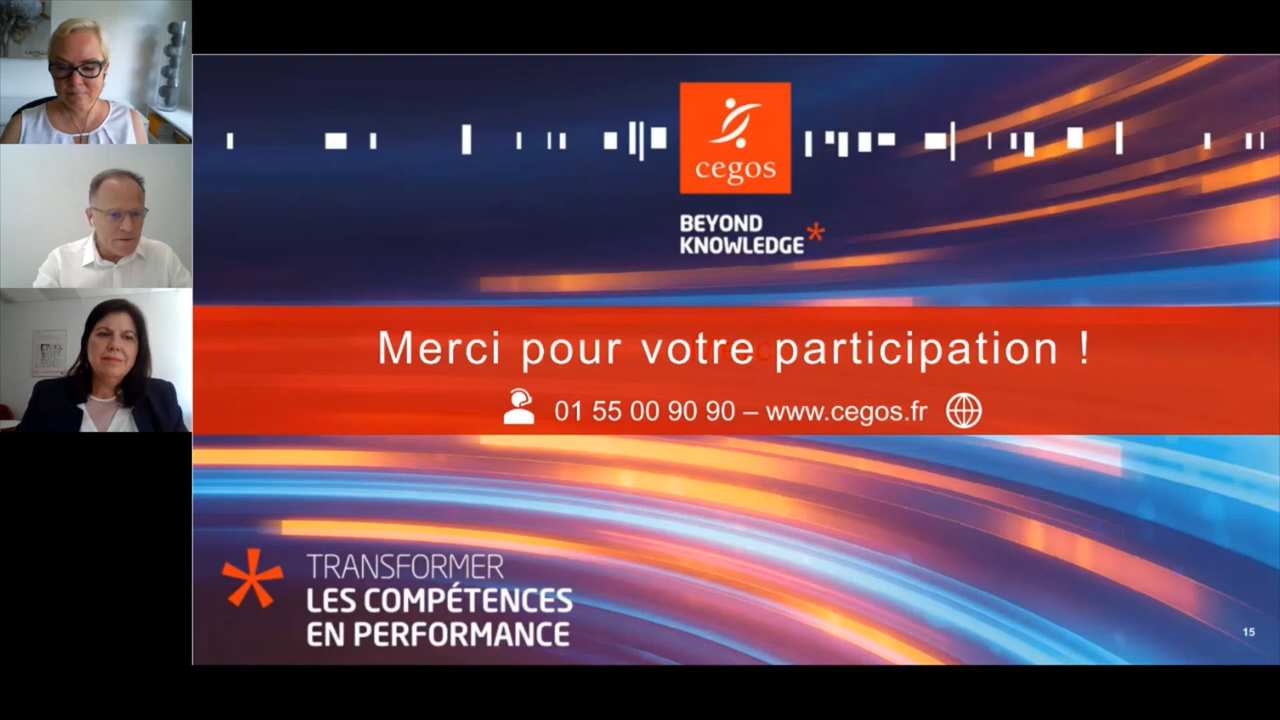 cegos
BEYOND
KNOWLEDGE*
Merci pour votre participation !
01 55 00 90 90 – www.cegos.fr
TRANSFORMER
LES COMPÉTENCES
EN PERFORMANCE
15